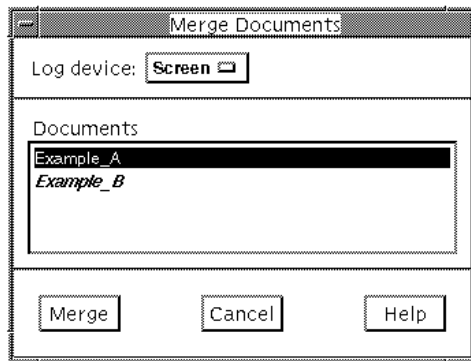 Merge Documents
Log device: Screen
Documents
Example_A
Example_B
Merge Cancel Help